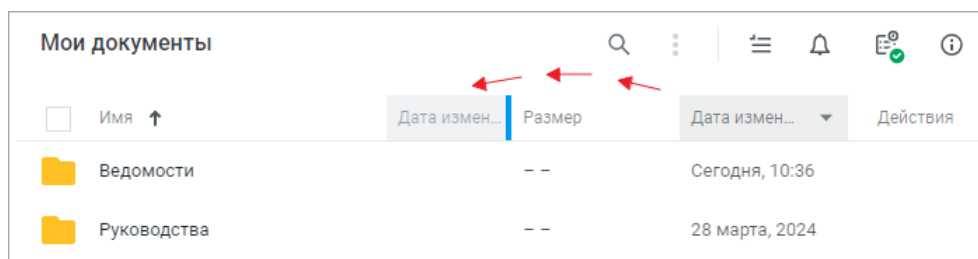 Мои документы
Имя Дата измен... Размер Дата измен... Действия
Ведомости – – Сегодня, 10:36
Руководства – – 28 марта, 2024